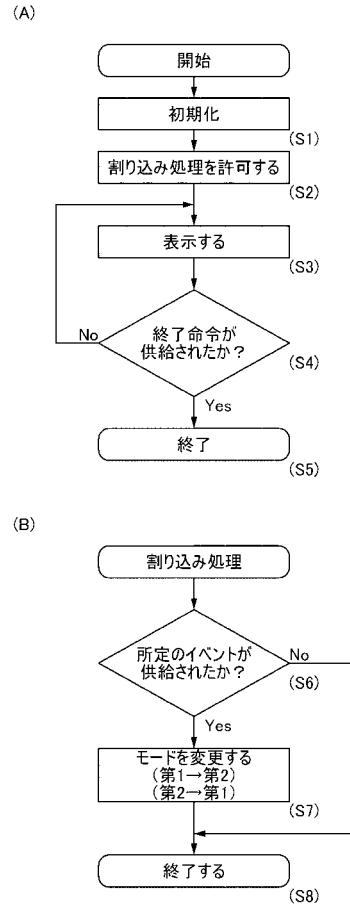 (A)
開始
初期化
(S1)
割り込み処理を許可する
(S2)
表示する
(S3)
終了命令が
供給されたか？
No
(S4)
Yes
終了
(S5)
(B)
割り込み処理
所定のイベントが
供給されたか？
No
(S6)
Yes
モードを変更する
(第1→第2)
(第2→第1)
(S7)
終了する
(S8)